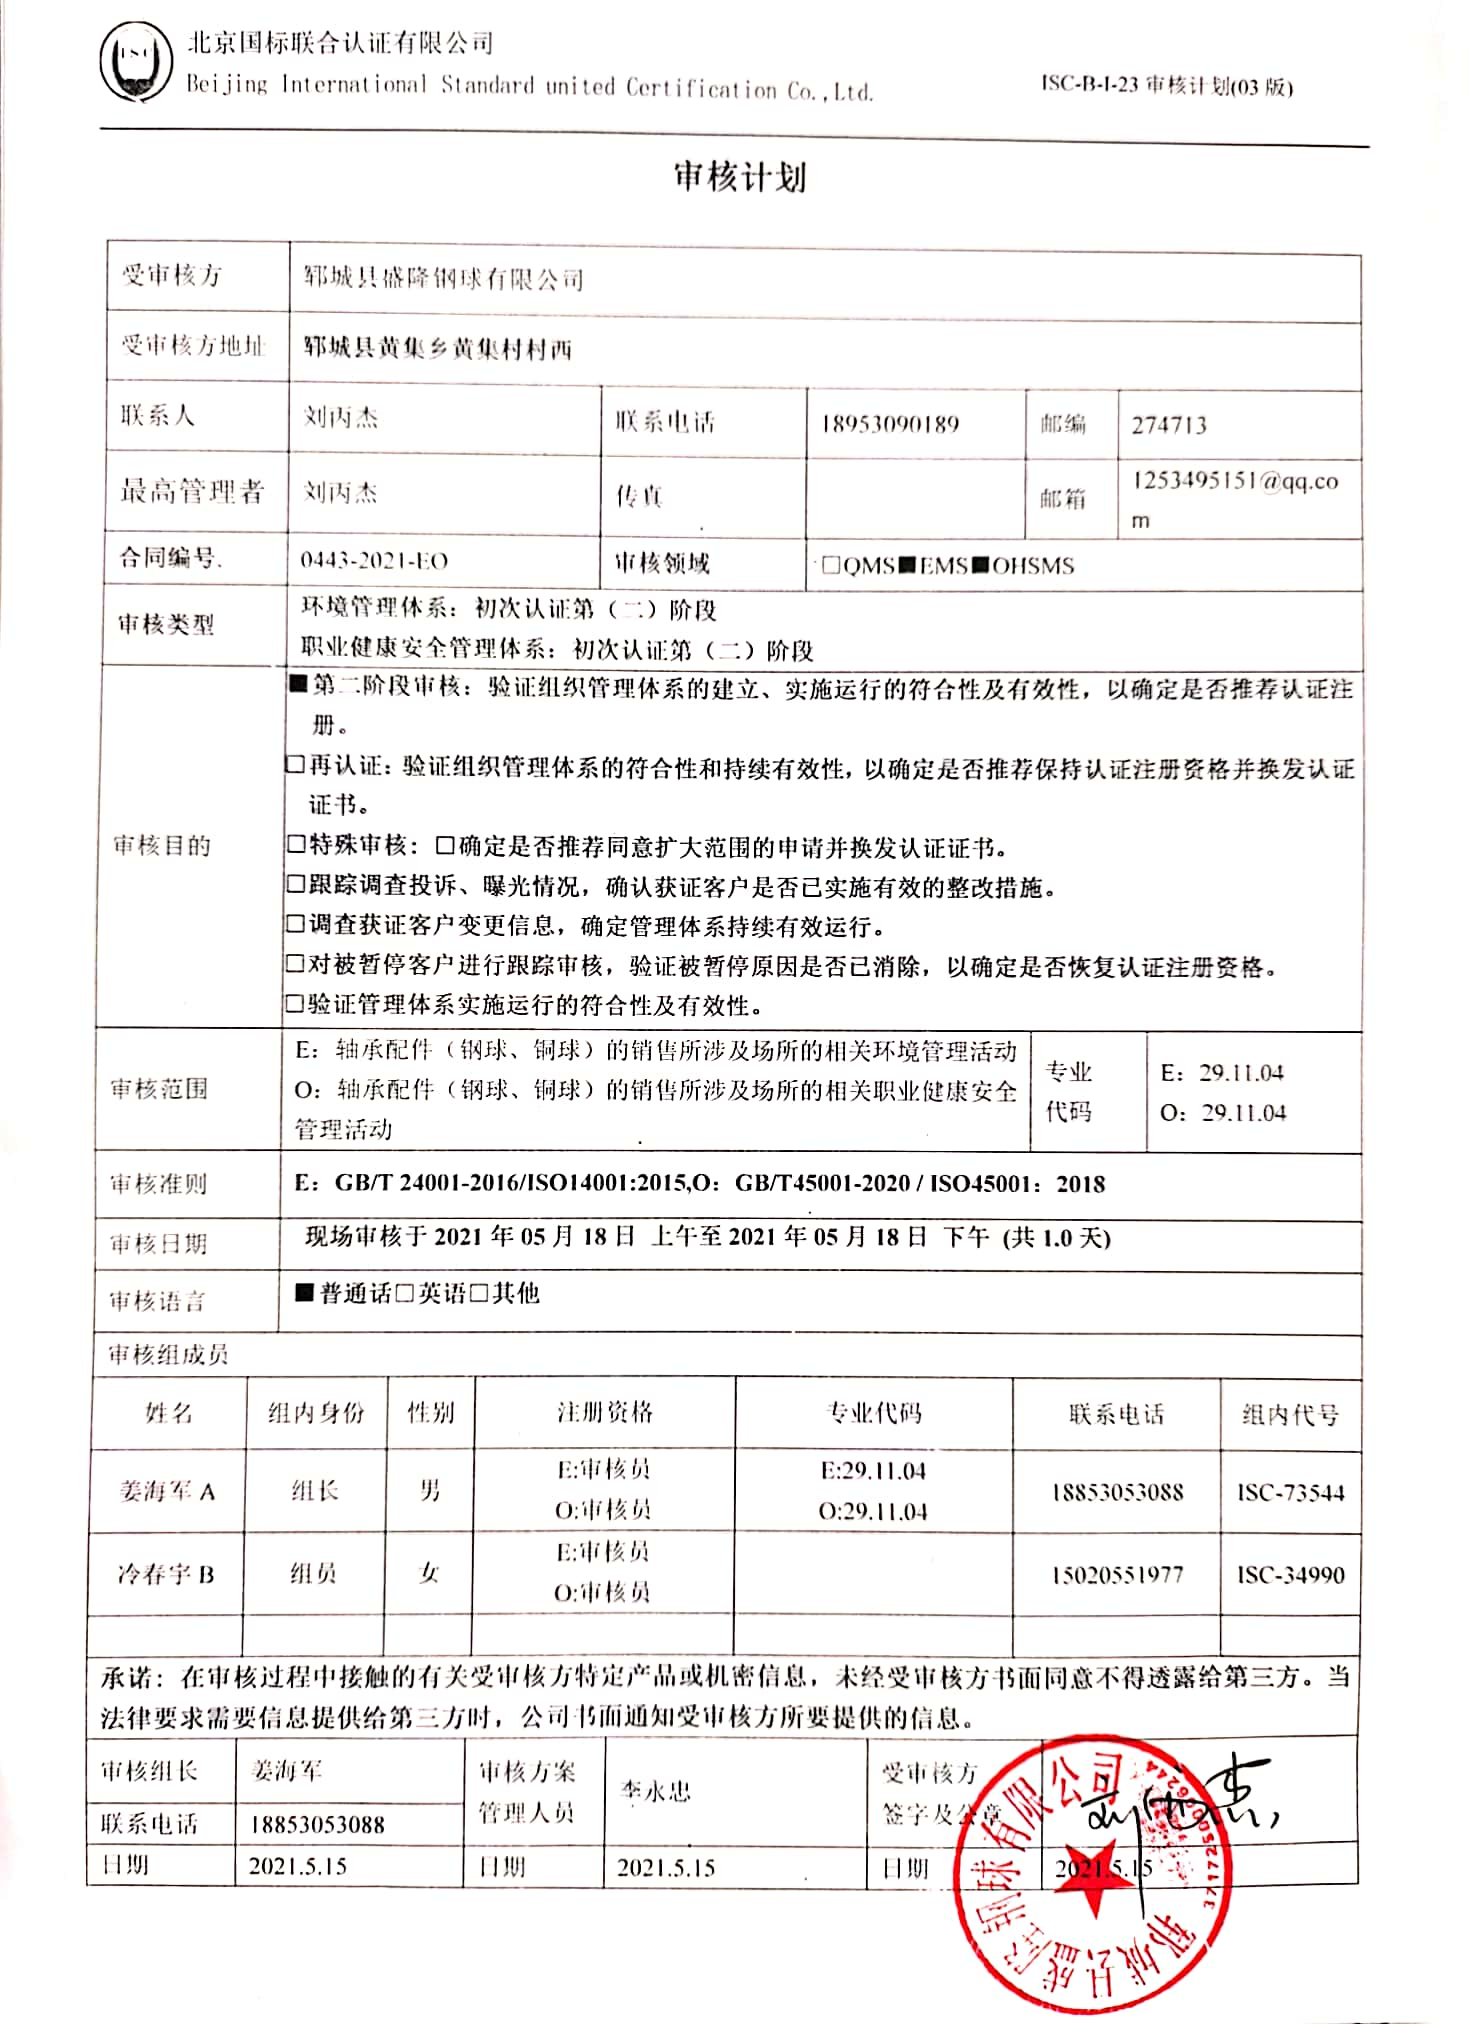 ISC
北京国标联合认证有限公司
Beijing International Standard united Certification Co.,Ltd.
ISC-B-I-23 审核计划(03 版)
审核计划
受审核方 郓城县盛隆钢球有限公司
受审核方地址 郓城县黄集乡黄集村村西
联系人 刘丙杰 联系电话 18953090189 邮编 274713
最高管理者 刘丙杰 传真 邮箱 1253495151@qq.co
m
合同编号. 0443-2021-EO 审核领域 □QMS■EMS■OHSMS
审核类型 环境管理体系：初次认证第（二）阶段
职业健康安全管理体系：初次认证第（二）阶段
审核目的
■第二阶段审核：验证组织管理体系的建立、实施运行的符合性及有效性，以确定是否推荐认证注
册。
□再认证：验证组织管理体系的符合性和持续有效性，以确定是否推荐保持认证注册资格并换发认证
证书。
□特殊审核：□确定是否推荐同意扩大范围的申请并换发认证证书。
□跟踪调查投诉、曝光情况，确认获证客户是否已实施有效的整改措施。
□调查获证客户变更信息，确定管理体系持续有效运行。
□对被暂停客户进行跟踪审核，验证被暂停原因是否已消除，以确定是否恢复认证注册资格。
□验证管理体系实施运行的符合性及有效性。
审核范围
E：轴承配件（钢球、铜球）的销售所涉及场所的相关环境管理活动
O：轴承配件（钢球、铜球）的销售所涉及场所的相关职业健康安全
管理活动
专业
代码
E：29.11.04
O：29.11.04
审核准则 E：GB/T 24001-2016/ISO14001:2015,O：GB/T45001-2020 / ISO45001：2018
审核日期 现场审核于 2021 年 05 月 18 日 上午至 2021 年 05 月 18 日 下午 (共 1.0 天)
审核语言 ■普通话□英语□其他
审核组成员
姓名 组内身份 性别 注册资格 专业代码 联系电话 组内代号
姜海军 A 组长 男 E:审核员 E:29.11.04 18853053088 ISC-73544
O:审核员 O:29.11.04
冷春宇 B 组员 女 E:审核员 15020551977 ISC-34990
O:审核员
承诺：在审核过程中接触的有关受审核方特定产品或机密信息，未经受审核方书面同意不得透露给第三方。当
法律要求需要信息提供给第三方时，公司书面通知受审核方所要提供的信息。
审核组长 姜海军 审核方案
管理人员 李永忠 受审核方
签字及公章 刘丙杰
联系电话 18853053088
日期 2021.5.15 日期 2021.5.15 日期 2021.5.15
郓城县盛隆钢球有限公司